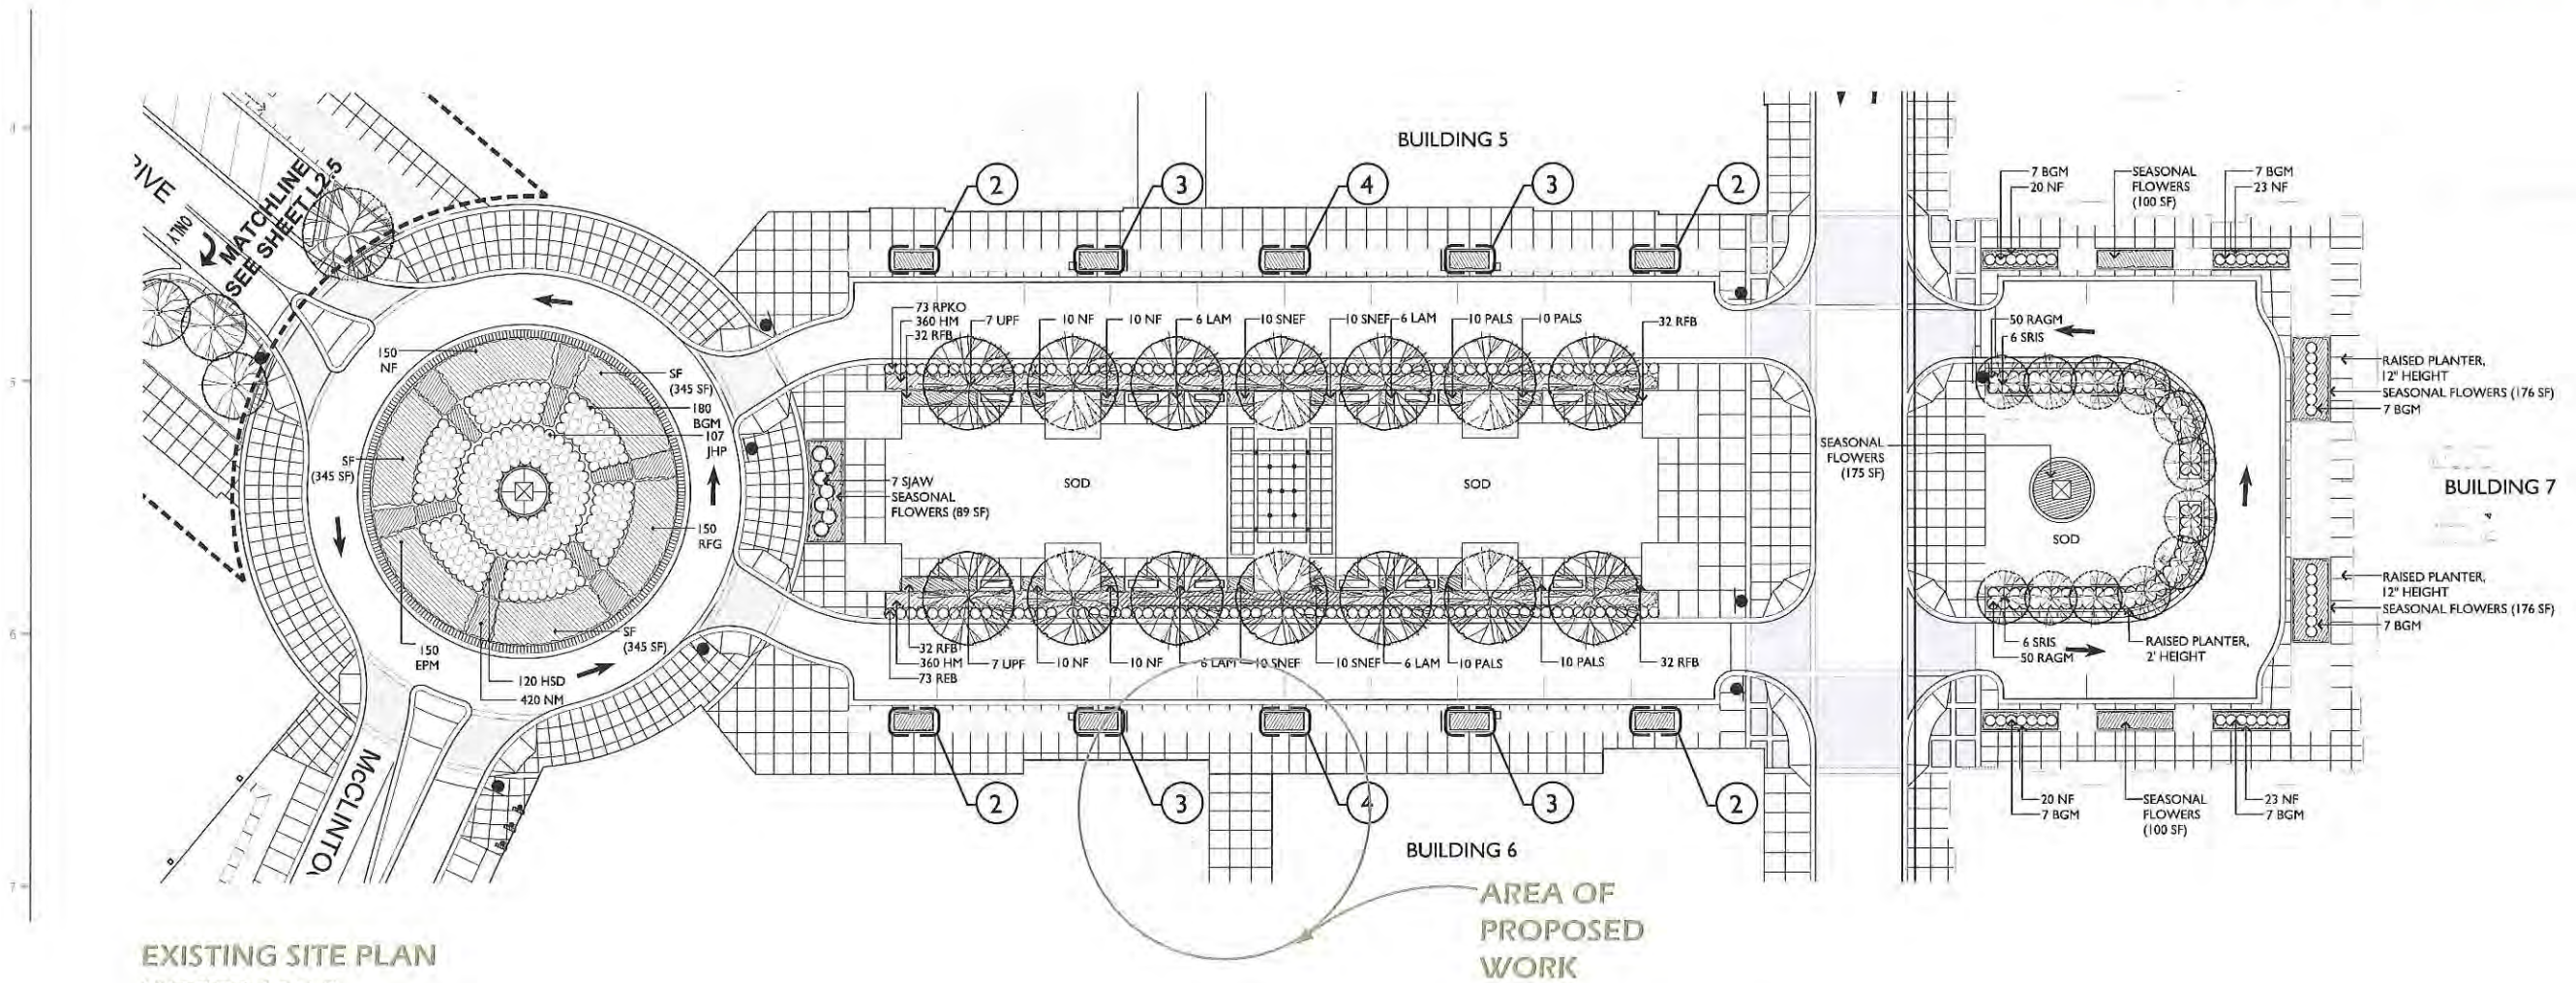 BUILDING 5
2
3
4
3
2
MATCHLINE
SEE SHEET L2.5
ONLY
7 BGM
20 NF
SEASONAL
FLOWERS
(100 SF)
7 BGM
23 NF
73 RPKO
360 HM
32 RFB
7 UPF
10 NF
10 NF
6 LAM
10 SNEF
10 SNEF
6 LAM
10 PALS
10 PALS
32 RFB
50 RAGM
6 SRIS
150
NF
SF
(345 SF)
180
BGM
107
JHP
SF
(345 SF)
150
RFG
SF
(345 SF)
150
EPM
120 HSD
420 NM
7 SJAW
SEASONAL
FLOWERS (89 SF)
SOD
SOD
SEASONAL
FLOWERS
(175 SF)
SOD
RAISED PLANTER,
12" HEIGHT
SEASONAL FLOWERS (176 SF)
7 BGM
BUILDING 7
RAISED PLANTER,
12" HEIGHT
SEASONAL FLOWERS (176 SF)
7 BGM
32 RFB
360 HM
73 REB
7 UPF
10 NF
10 NF
6 LAM
10 SNEF
10 SNEF
6 LAM
10 PALS
10 PALS
32 RFB
6 SRIS
50 RAGM
RAISED PLANTER,
2' HEIGHT
2
3
4
3
2
20 NF
7 BGM
SEASONAL
FLOWERS
(100 SF)
23 NF
7 BGM
BUILDING 6
AREA OF
PROPOSED
WORK
EXISTING SITE PLAN
5
6
7